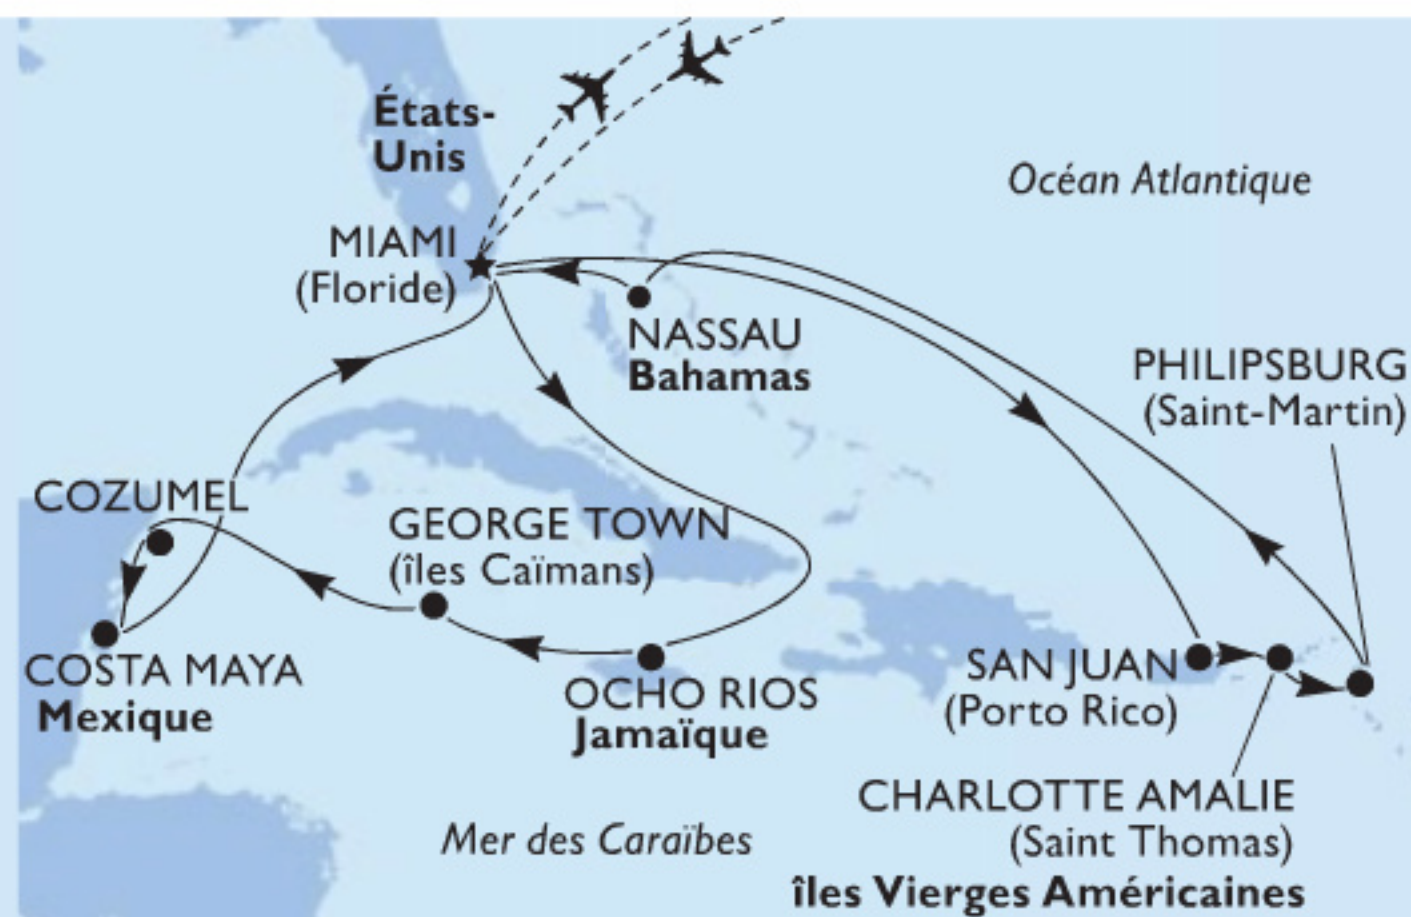 États-
Unis
Océan Atlantique
MIAMI
(Floride)
NASSAU
Bahamas
PHILIPSBURG
(Saint-Martin)
COZUMEL
GEORGE TOWN
(îles Caïmans)
COSTA MAYA
Mexique
OCHO RIOS
Jamaïque
SAN JUAN
(Porto Rico)
CHARLOTTE AMALIE
(Saint Thomas)
îles Vierges Américaines
Mer des Caraïbes